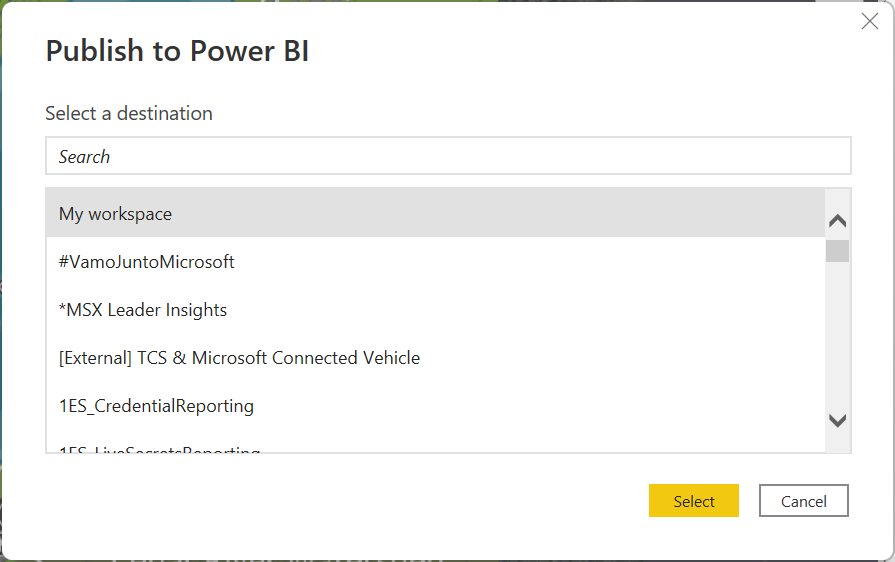 Publish to Power BI
Select a destination
Search
My workspace
#VamoJuntoMicrosoft
*MSX Leader Insights
[External] TCS & Microsoft Connected Vehicle
1ES_CredentialReporting
1ES_LiveSecretsReporting
Select
Cancel